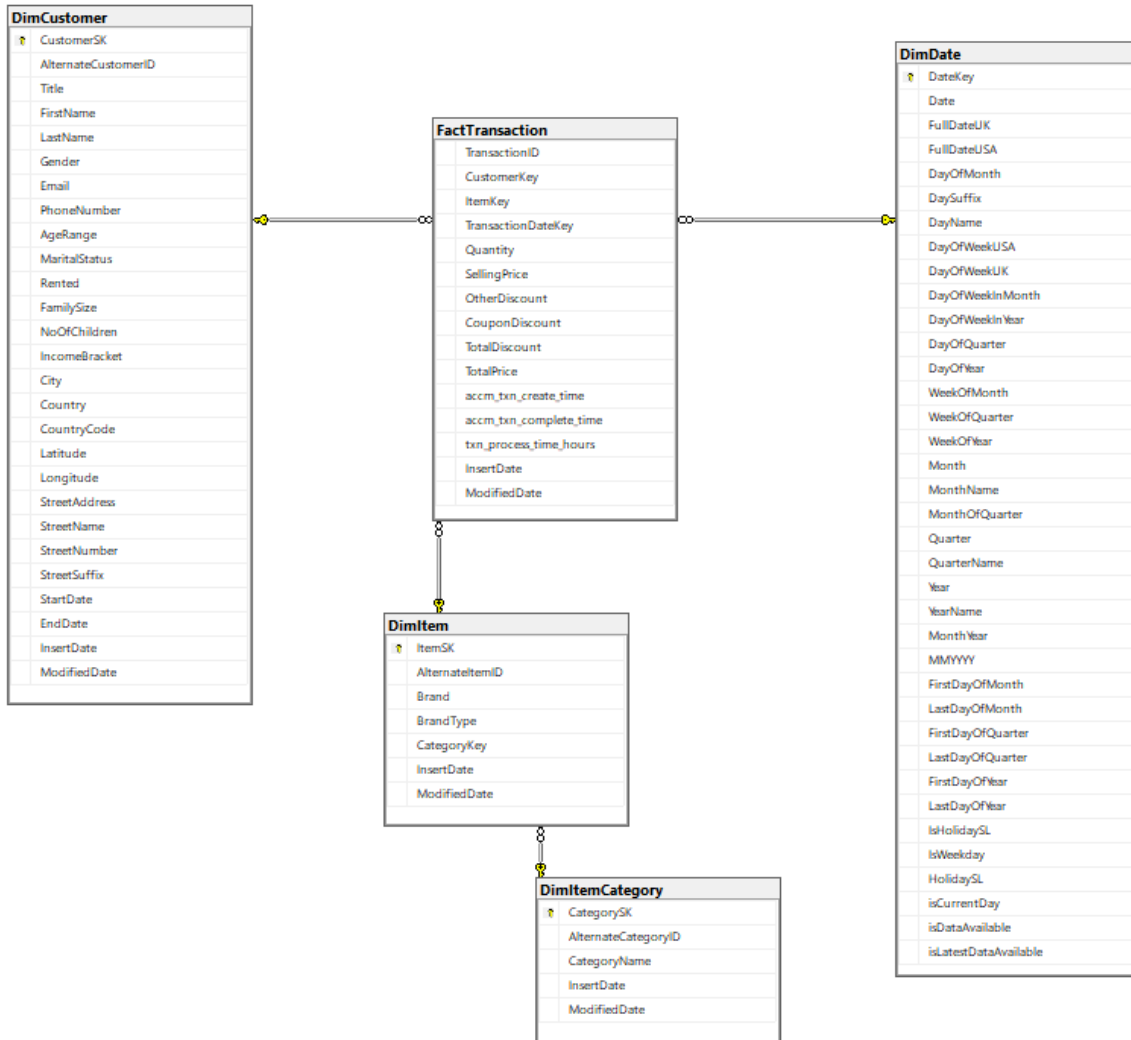 DimCustomer
CustomerSK
AlternateCustomerID
Title
FirstName
LastName
Gender
Email
PhoneNumber
AgeRange
MaritalStatus
Rented
FamilySize
NoOfChildren
IncomeBracket
City
Country
CountryCode
Latitude
Longitude
StreetAddress
StreetName
StreetNumber
StreetSuffix
StartDate
EndDate
InsertDate
ModifiedDate
FactTransaction
TransactionID
CustomerKey
ItemKey
TransactionDateKey
Quantity
SellingPrice
OtherDiscount
CouponDiscount
TotalDiscount
TotalPrice
accm_txn_create_time
accm_txn_complete_time
txn_process_time_hours
InsertDate
ModifiedDate
DimItem
ItemSK
AlternateItemID
Brand
BrandType
CategoryKey
InsertDate
ModifiedDate
DimItemCategory
CategorySK
AlternateCategoryID
CategoryName
InsertDate
ModifiedDate
DimDate
DateKey
Date
FullDateUK
FullDateUSA
DayOfMonth
DaySuffix
DayName
DayOfWeekUSA
DayOfWeekUK
DayOfWeekInMonth
DayOfWeekInYear
DayOfQuarter
DayOfYear
WeekOfMonth
WeekOfQuarter
WeekOfYear
Month
MonthName
MonthOfQuarter
Quarter
QuarterName
Year
YearName
MonthYear
MMYYYY
FirstDayOfMonth
LastDayOfMonth
FirstDayOfQuarter
LastDayOfQuarter
FirstDayOfYear
LastDayOfYear
IsHolidaySL
IsWeekday
HolidaySL
isCurrentDay
isDataAvailable
isLatestDataAvailable